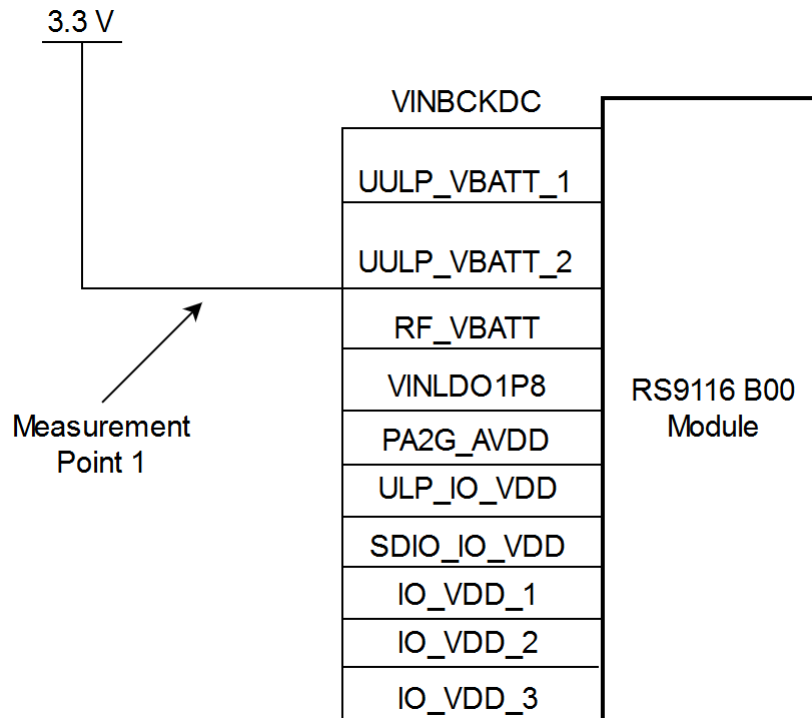 3.3 V
VINBCKDC
UULP_VBATT_1
UULP_VBATT_2
RF_VBATT
VINLDO1P8
PA2G_AVDD
ULP_IO_VDD
SDIO_IO_VDD
IO_VDD_1
IO_VDD_2
IO_VDD_3
Measurement
Point 1
RS9116 B00
Module